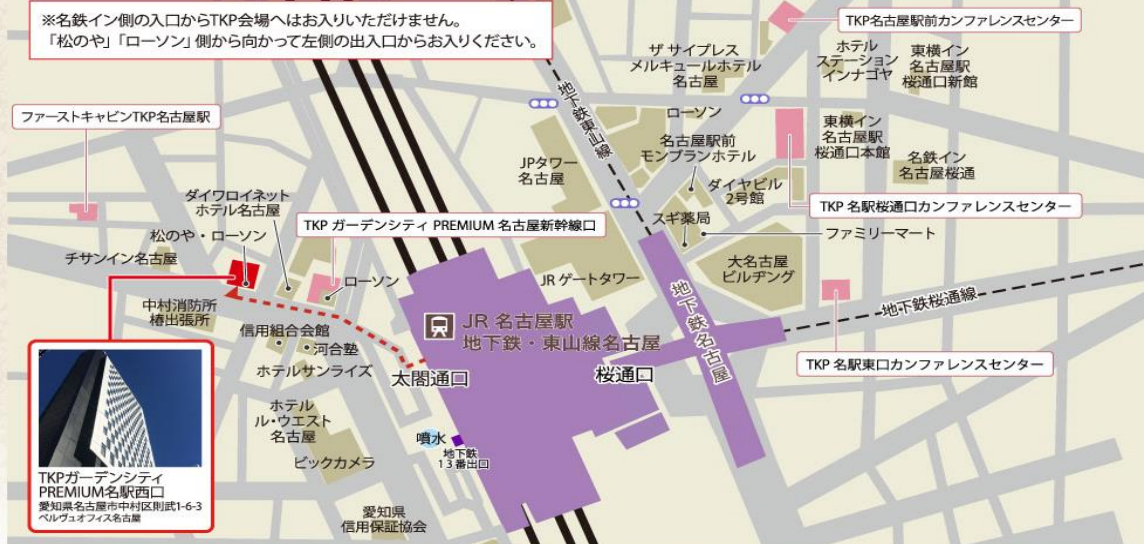 ※名鉄イン側の入口からTKP会場へはお入りいただけません。
「松のや」「ローソン」側から向かって左側の出入口からお入りください。
TKP名古屋駅前カンファレンスセンター
ザ サイプレス
メルキュールホテル
名古屋
ホテル
ステーション
インナゴヤ
東横イン
名古屋駅
桜通口新館
ファーストキャビンTKP名古屋駅
地下鉄東山線
ローソン
名古屋駅前
モンブランホテル
東横イン
名古屋駅
桜通口本館
名鉄イン
名古屋桜通
JPタワー
名古屋
ダイヤビル
2号館
ダイワロイネット
ホテル名古屋
TKP ガーデンシティ PREMIUM 名古屋新幹線口
TKP 名駅桜通口カンファレンスセンター
スギ薬局
ファミリーマート
松のや・ローソン
チサンイン名古屋
ローソン
JR ゲートタワー
大名古屋
ビルヂング
地下鉄名古屋
地下鉄桜通線
中村消防所
椿出張所
信用組合会館
河合塾
ホテルサンライズ
JR 名古屋駅
地下鉄・東山線名古屋
太閤通口
桜通口
TKP 名駅東口カンファレンスセンター
ホテル
ル・ウエスト
名古屋
噴水
地下鉄
13番出口
ビックカメラ
TKPガーデンシティ
PREMIUM名駅西口
愛知県名古屋市中村区則武1-6-3
ベルヴュオフィス名古屋
愛知県
信用保証協会